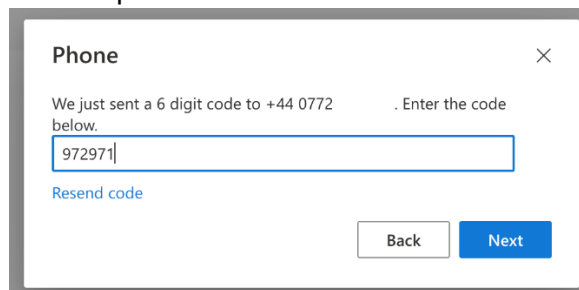 Phone
We just sent a 6 digit code to +44 0772 . Enter the code
below.
972971
Resend code
Back Next